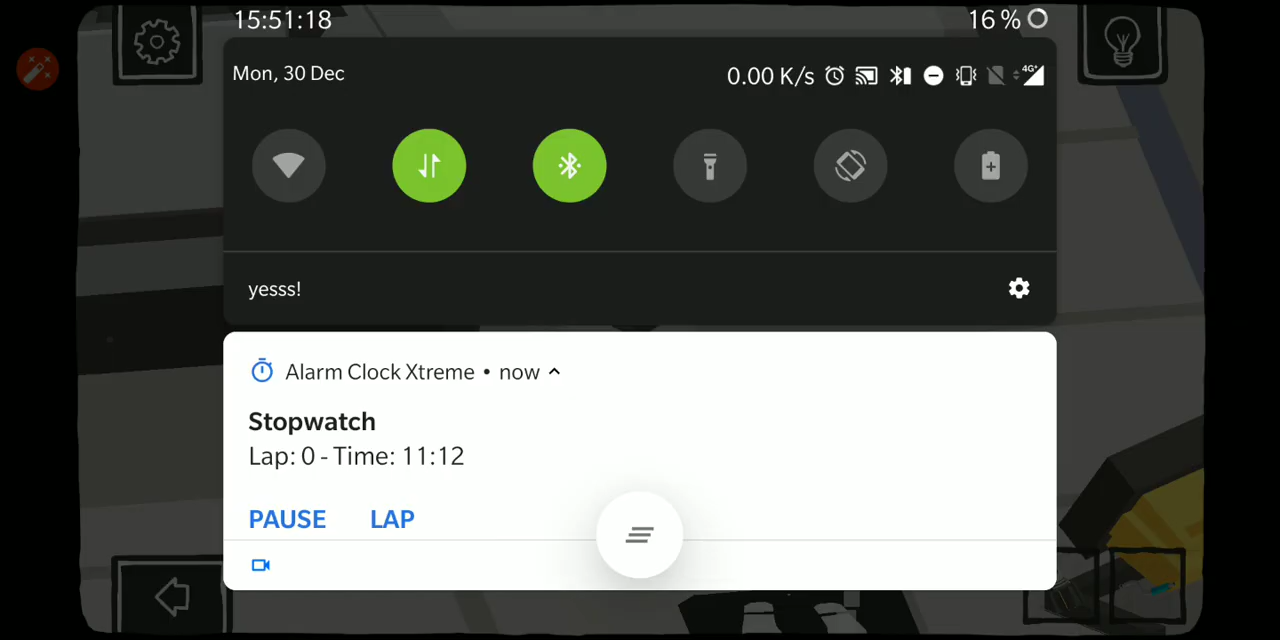 15:51:18
16 %
Mon, 30 Dec
0.00 K/s
4G+
yesss!
Alarm Clock Xtreme • now
Stopwatch
Lap: 0 - Time: 11:12
PAUSE LAP